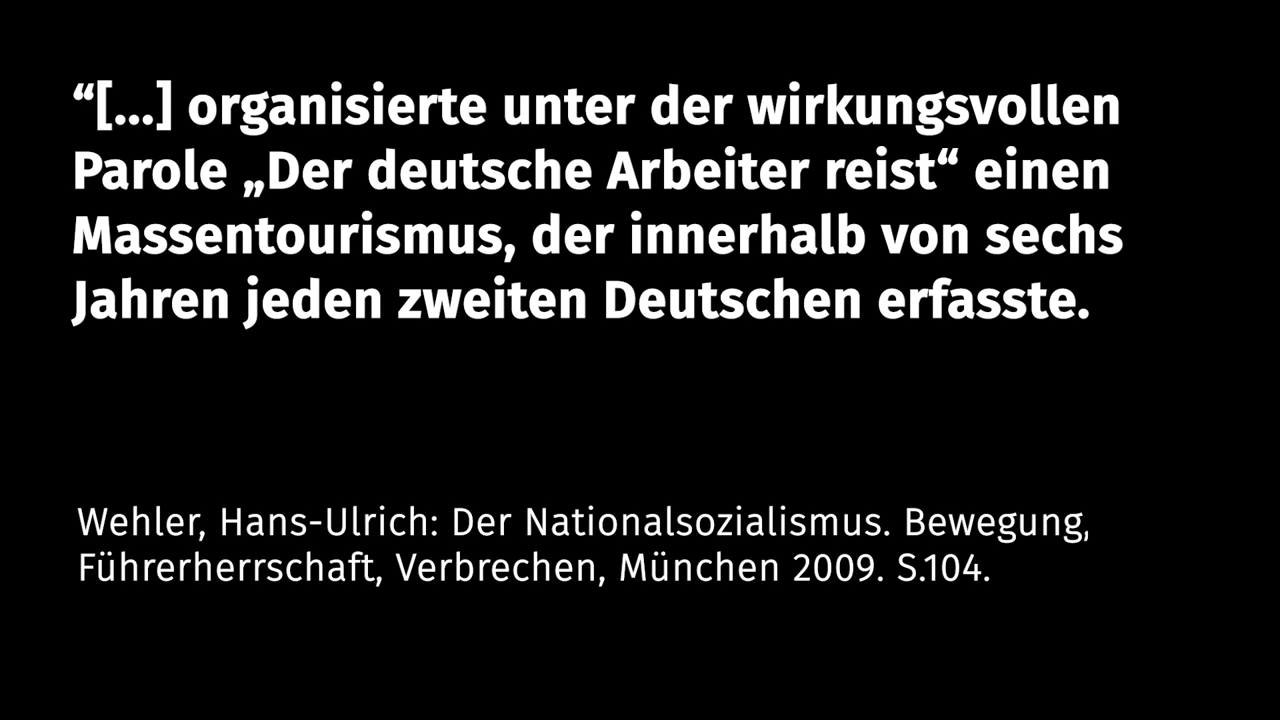 “[...] organisierte unter der wirkungsvollen
Parole „Der deutsche Arbeiter reist“ einen
Massentourismus, der innerhalb von sechs
Jahren jeden zweiten Deutschen erfasste.
Wehler, Hans-Ulrich: Der Nationalsozialismus. Bewegung,
Führerherrschaft, Verbrechen, München 2009. S.104.